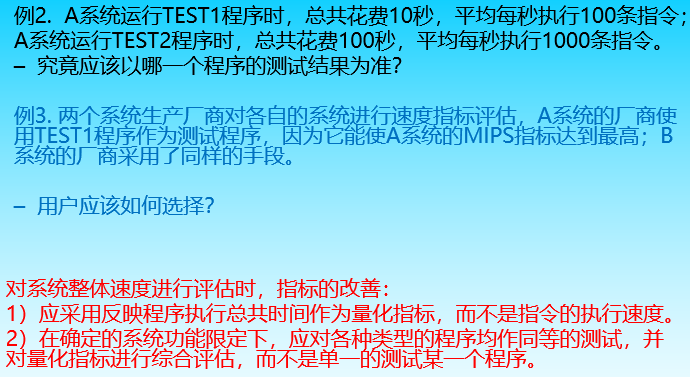 例2. A系统运行TEST1程序时，总共花费10秒，平均每秒执行100条指令；
A系统运行TEST2程序时，总共花费100秒，平均每秒执行1000条指令。
– 究竟应该以哪一个程序的测试结果为准?
例3. 两个系统生产厂商对各自的系统进行速度指标评估，A系统的厂商使
用TEST1程序作为测试程序，因为它能使A系统的MIPS指标达到最高；B
系统的厂商采用了同样的手段。
– 用户应该如何选择?
对系统整体速度进行评估时，指标的改善：
1）应采用反映程序执行总共时间作为量化指标，而不是指令的执行速度。
2）在确定的系统功能限定下，应对各种类型的程序均作同等的测试，并
对量化指标进行综合评估，而不是单一的测试某一个程序。